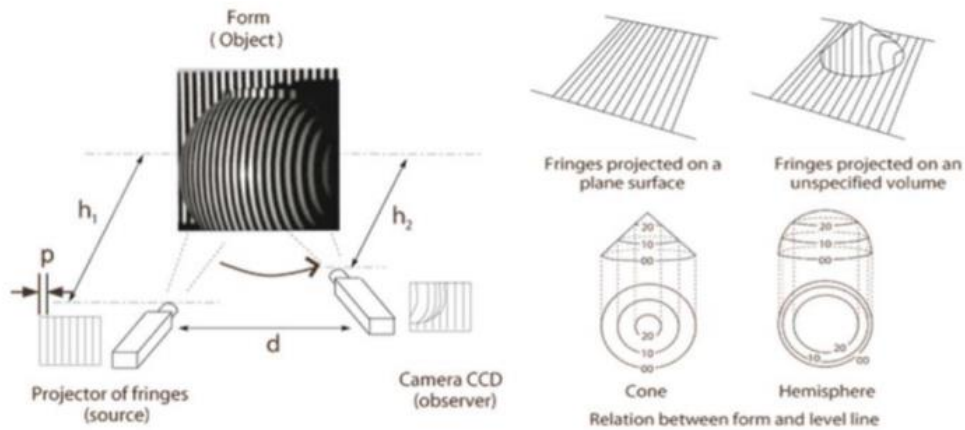 Form
( Object )
h1
h2
p
d
Projector of fringes
(source)
Camera CCD
(observer)
Fringes projected on a
plane surface
Fringes projected on an
unspecified volume
20
10
00
20
10
00
20
10
00
20
10
00
Cone
Hemisphere
Relation between form and level line